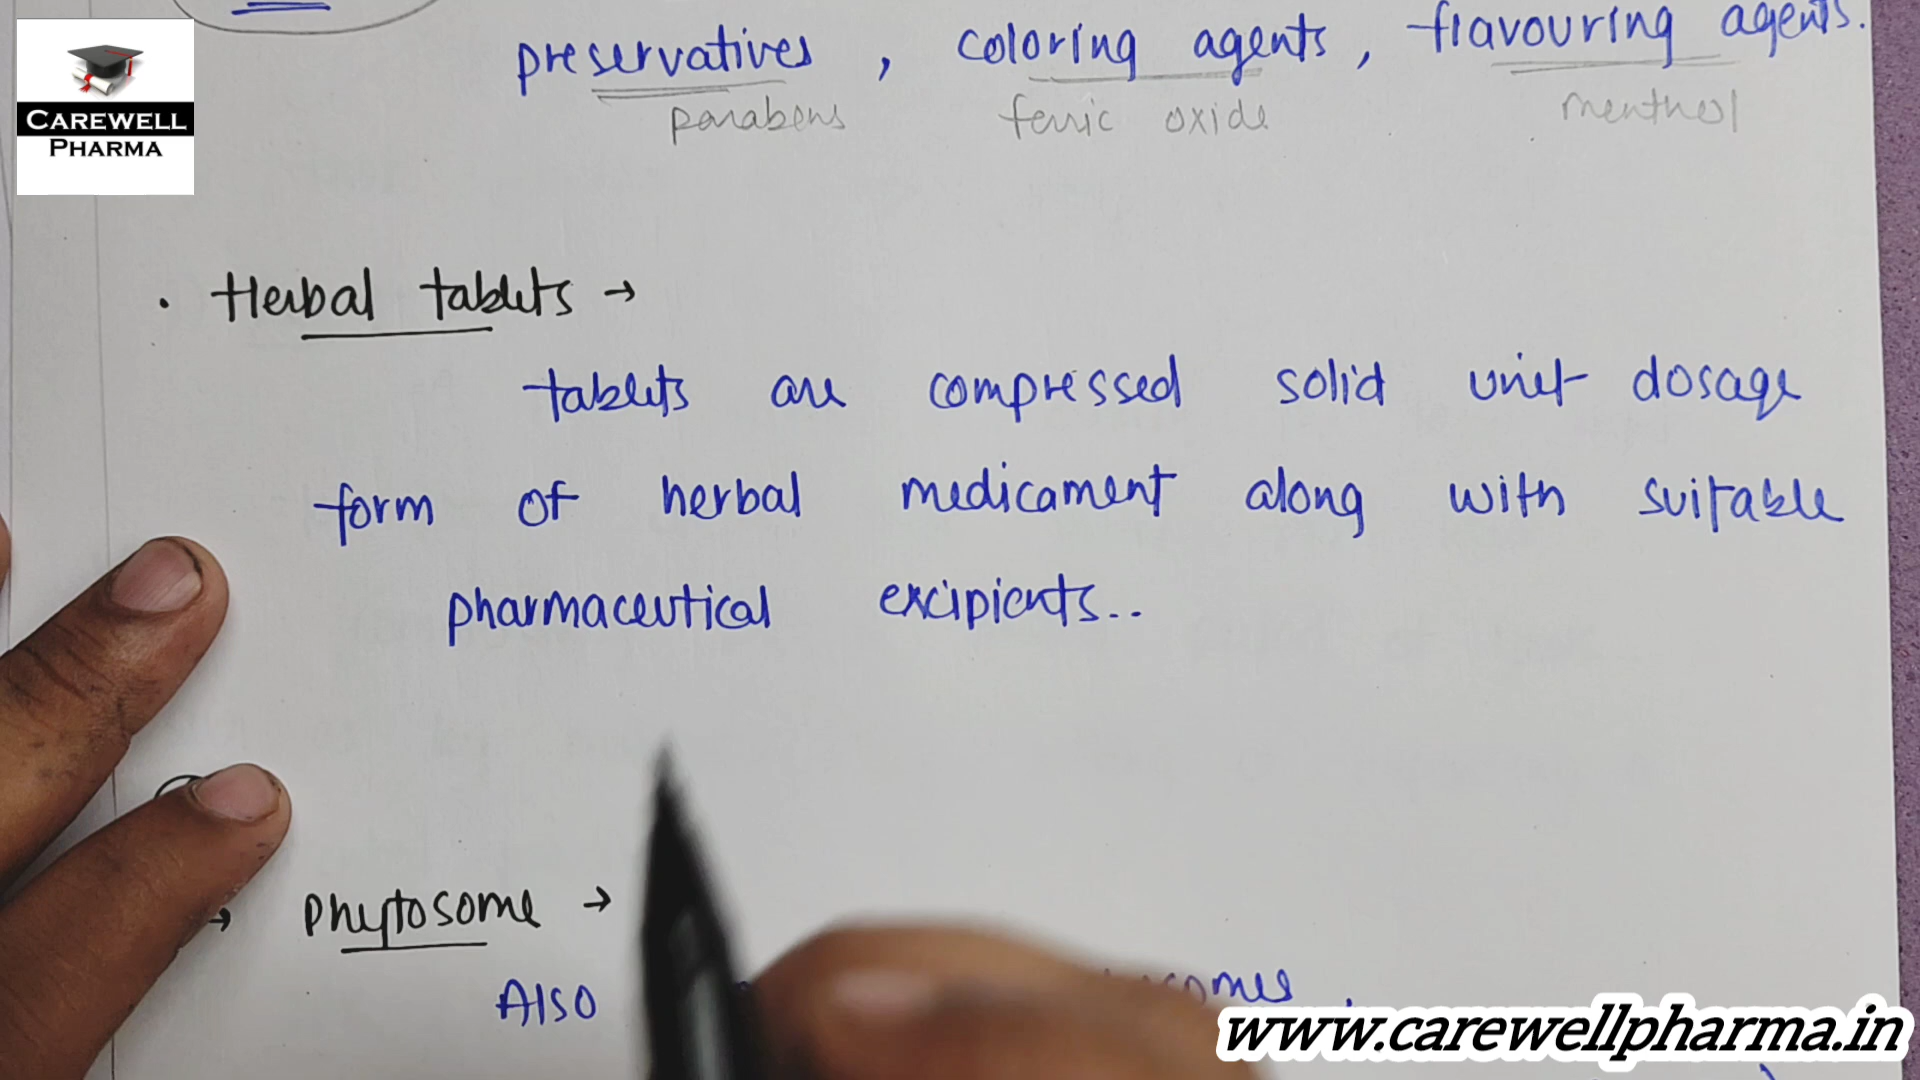 preservatives , coloring agents , flavouring agents.
parabens ferric oxide menthol
CAREWELL
PHARMA
. Herbal tablets →
tablets are compressed solid unit dosage
form of herbal medicament along with suitable
pharmaceutical excipients..
→ Phytosome →
Also
www.carewellpharma.in